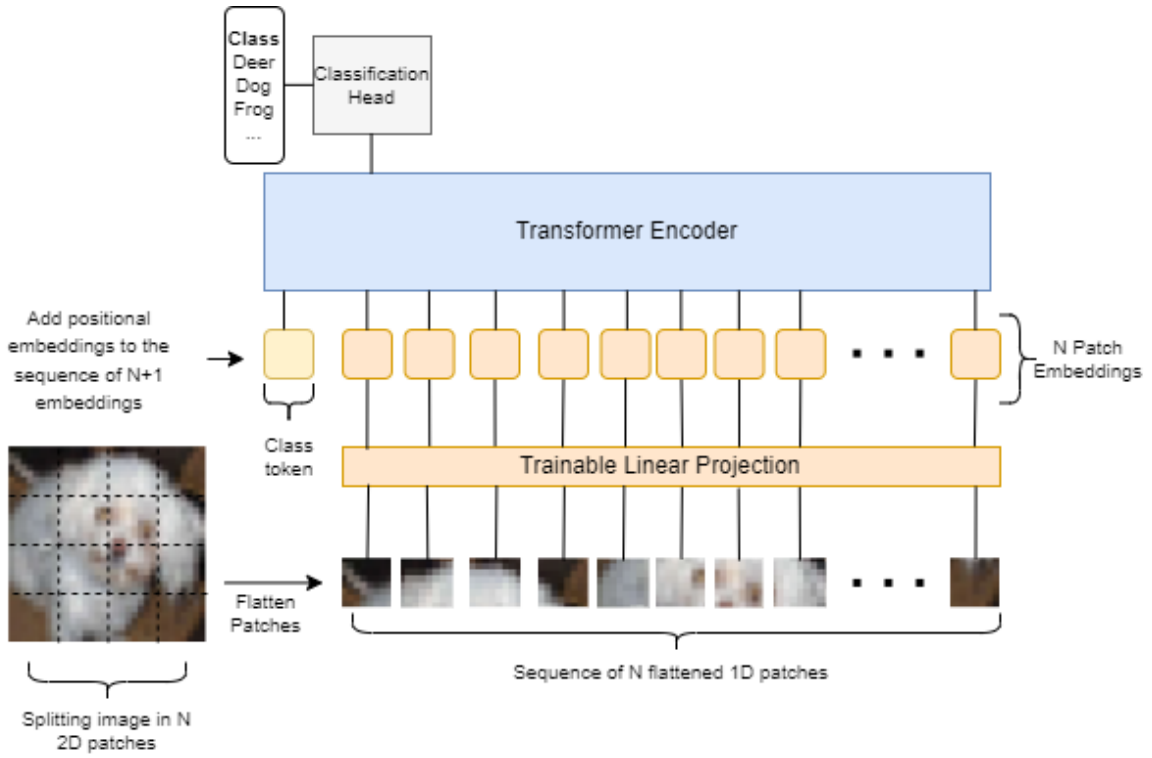 Class
Deer
Dog
Frog
...
Classification
Head
Transformer Encoder
Add positional
embeddings to the
sequence of N+1
embeddings
N Patch
Embeddings
Class
token
Trainable Linear Projection
Flatten
Patches
Sequence of N flattened 1D patches
Splitting image in N
2D patches